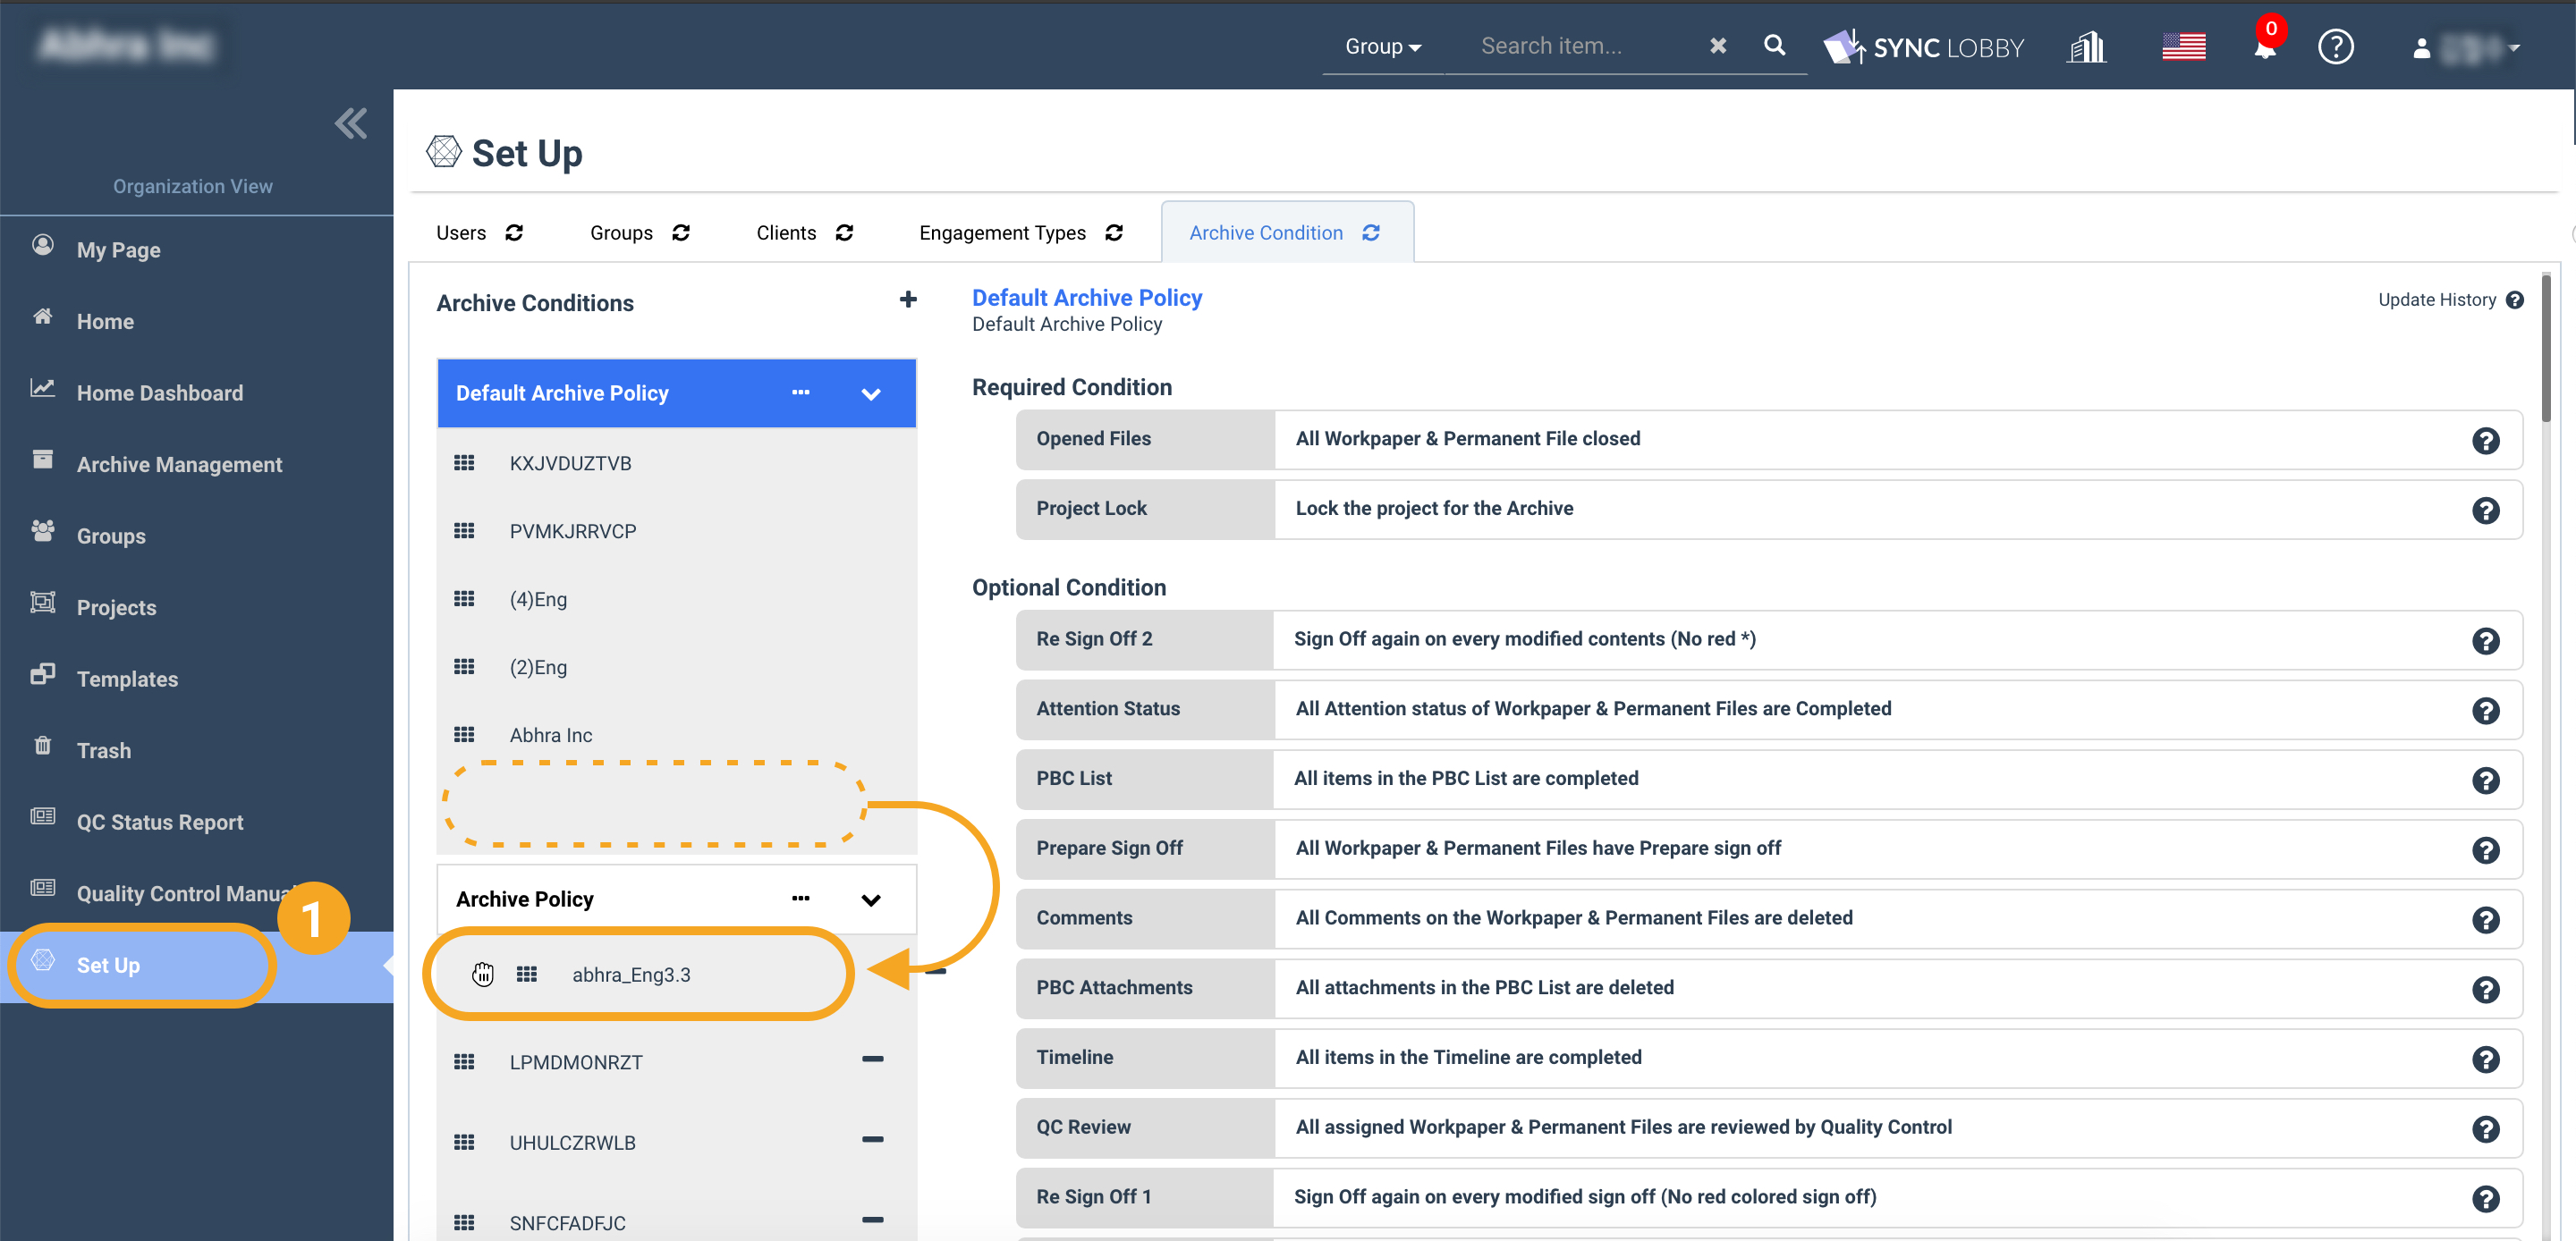 Abhra Inc
Group
Search item...
SYNC LOBBY
0
Organization View
My Page
Home
Home Dashboard
Archive Management
Groups
Projects
Templates
Trash
QC Status Report
Quality Control Manual
1
Set Up
Set Up
Users
Groups
Clients
Engagement Types
Archive Condition
Archive Conditions
Default Archive Policy
KXJVDUZTVB
PVMKJRRVCP
(4)Eng
(2)Eng
Abhra Inc
Archive Policy
abhra_Eng3.3
LPMDMONRZT
UHULCZRWLB
SNFCFADFJC
Default Archive Policy
Default Archive Policy
Update History
Required Condition
Opened Files All Workpaper & Permanent File closed
Project Lock Lock the project for the Archive
Optional Condition
Re Sign Off 2 Sign Off again on every modified contents (No red *)
Attention Status All Attention status of Workpaper & Permanent Files are Completed
PBC List All items in the PBC List are completed
Prepare Sign Off All Workpaper & Permanent Files have Prepare sign off
Comments All Comments on the Workpaper & Permanent Files are deleted
PBC Attachments All attachments in the PBC List are deleted
Timeline All items in the Timeline are completed
QC Review All assigned Workpaper & Permanent Files are reviewed by Quality Control
Re Sign Off 1 Sign Off again on every modified sign off (No red colored sign off)